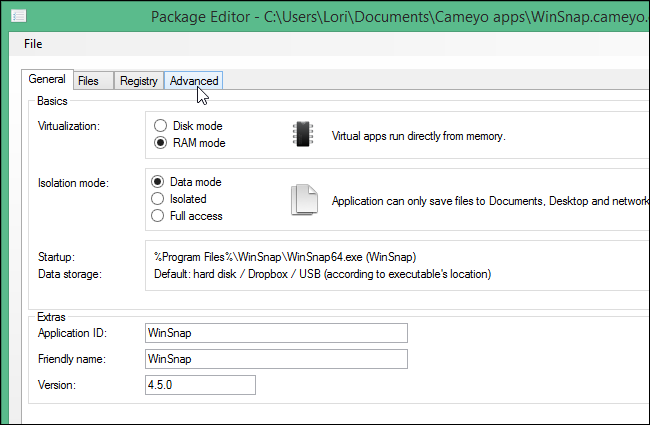 Package Editor - C:\Users\Lori\Documents\Cameyo apps\WinSnap.cameyo.
File
General Files Registry Advanced
Basics
Virtualization:
Disk mode
RAM mode
Virtual apps run directly from memory.
Isolation mode:
Data mode
Isolated
Full access
Application can only save files to Documents, Desktop and network
Startup: %Program Files%\WinSnap\WinSnap64.exe (WinSnap)
Data storage: Default: hard disk / Dropbox / USB (according to executable's location)
Extras
Application ID: WinSnap
Friendly name: WinSnap
Version: 4.5.0